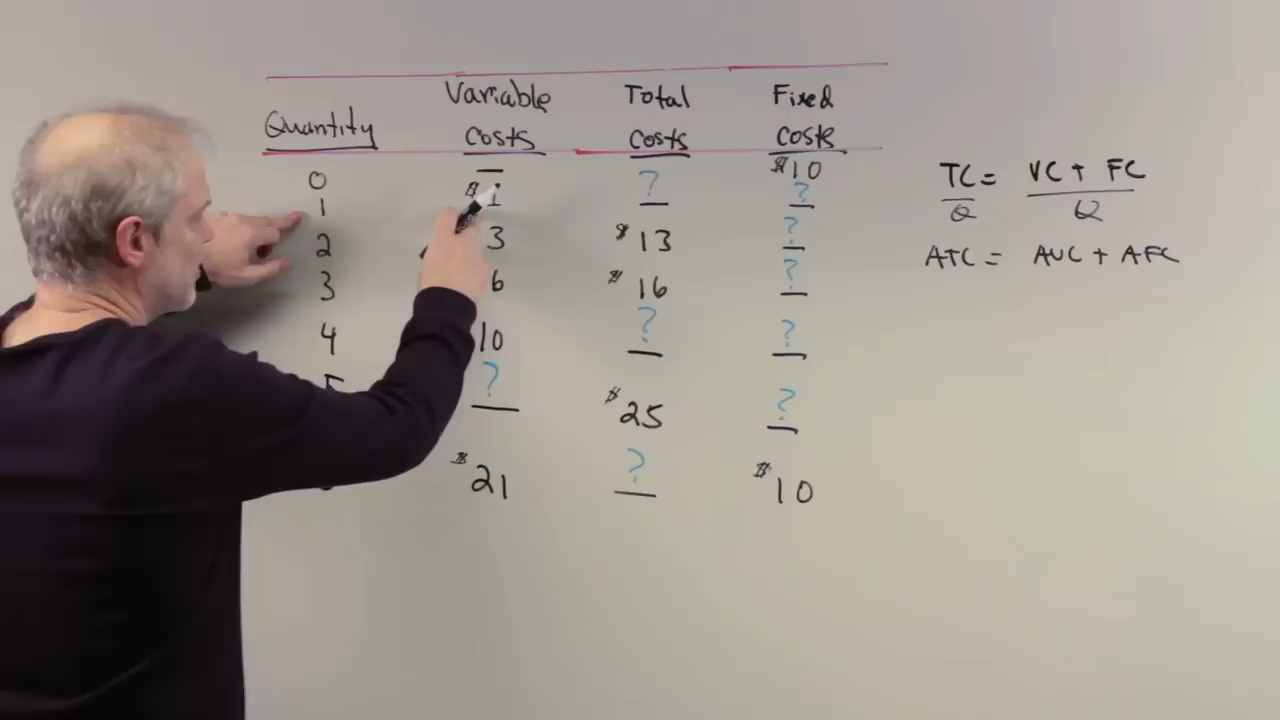 Quantity Variable costs Total costs Fixed costs
0 — $10
$1 ? ?
1
2 3 $13 ?
3 6 $16 ?
4 10 ? ?
? $25 ?
$21 ? $10
TC = VC + FC
Q Q
ATC = AVC + AFC